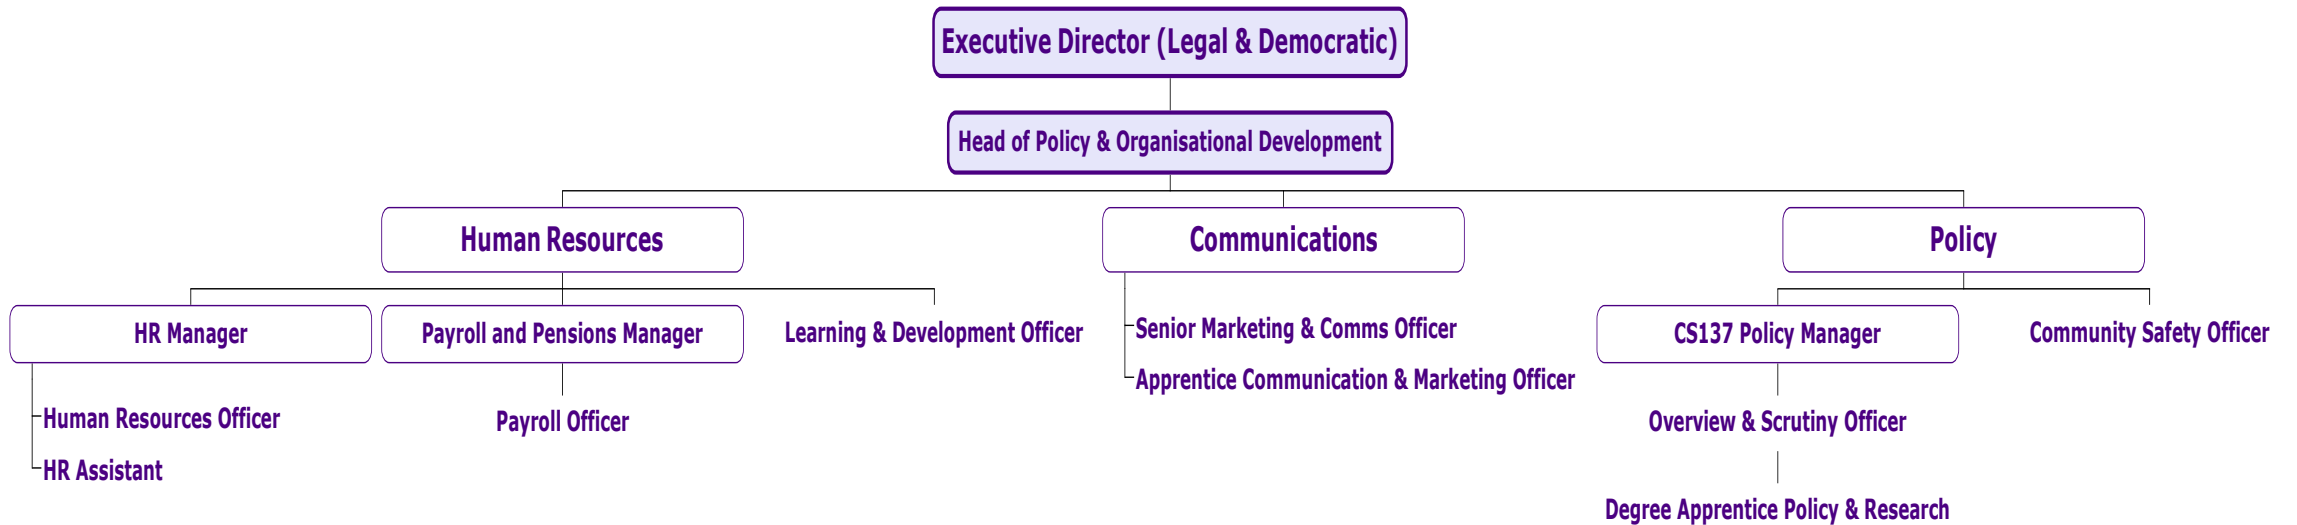 Executive Director (Legal & Democratic)
Head of Policy & Organisational Development
Human Resources
Communications
Policy
HR Manager
Payroll and Pensions Manager
Learning & Development Officer
Senior Marketing & Comms Officer
CS137 Policy Manager
Community Safety Officer
Apprentice Communication & Marketing Officer
Human Resources Officer
Payroll Officer
Overview & Scrutiny Officer
HR Assistant
Degree Apprentice Policy & Research